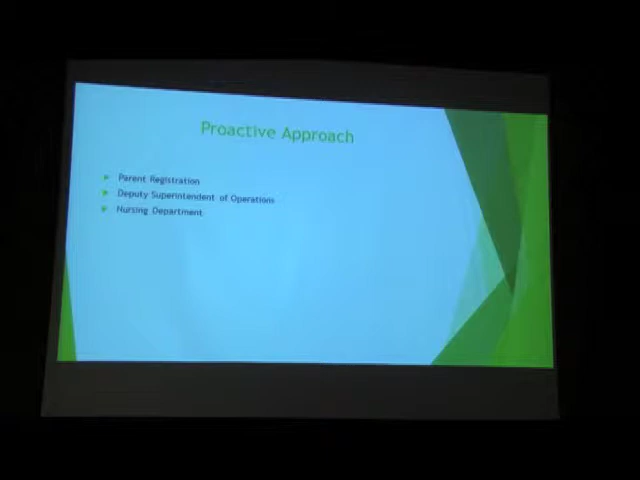 Proactive Approach
Parent Registration
Deputy Superintendent of Operations
Nursing Department